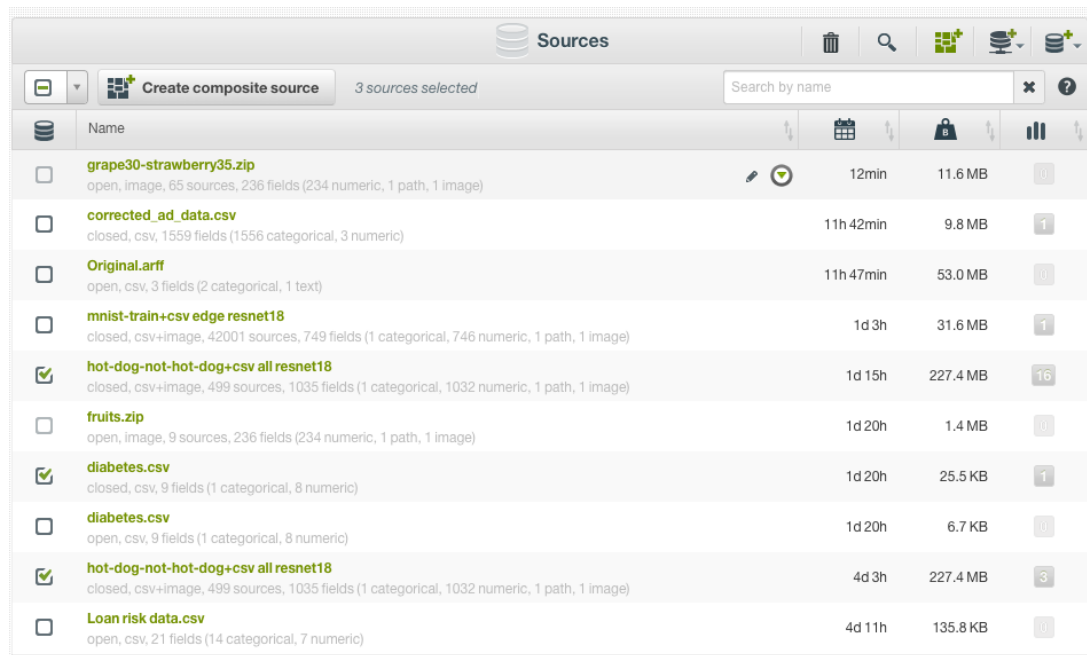 Sources
Create composite source 3 sources selected Search by name
Name B
grape30-strawberry35.zip
open, image, 65 sources, 236 fields (234 numeric, 1 path, 1 image) 12min 11.6 MB 0
corrected_ad_data.csv
closed, csv, 1559 fields (1556 categorical, 3 numeric) 11h 42min 9.8 MB 1
Original.arff
open, csv, 3 fields (2 categorical, 1 text) 11h 47min 53.0 MB 0
mnist-train+csv edge resnet18
closed, csv+image, 42001 sources, 749 fields (1 categorical, 746 numeric, 1 path, 1 image) 1d 3h 31.6 MB 1
hot-dog-not-hot-dog+csv all resnet18
closed, csv+image, 499 sources, 1035 fields (1 categorical, 1032 numeric, 1 path, 1 image) 1d 15h 227.4 MB 16
fruits.zip
open, image, 9 sources, 236 fields (234 numeric, 1 path, 1 image) 1d 20h 1.4 MB 0
diabetes.csv
closed, csv, 9 fields (1 categorical, 8 numeric) 1d 20h 25.5 KB 1
diabetes.csv
open, csv, 9 fields (1 categorical, 8 numeric) 1d 20h 6.7 KB 0
hot-dog-not-hot-dog+csv all resnet18
closed, csv+image, 499 sources, 1035 fields (1 categorical, 1032 numeric, 1 path, 1 image) 4d 3h 227.4 MB 3
Loan risk data.csv
open, csv, 21 fields (14 categorical, 7 numeric) 4d 11h 135.8 KB 0